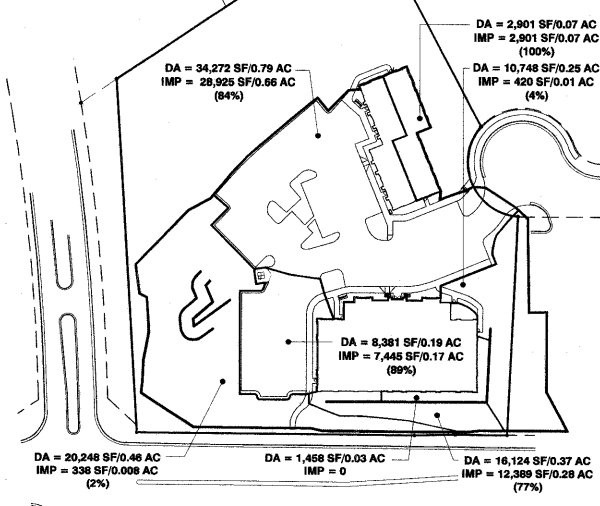 DA = 2,901 SF/0.07 AC
IMP = 2,901 SF/0.07 AC
(100%)
DA = 34,272 SF/0.79 AC
IMP = 28,925 SF/0.66 AC
(84%)
DA = 10,748 SF/0.25 AC
IMP = 420 SF/0.01 AC
(4%)
DA = 8,381 SF/0.19 AC
IMP = 7,445 SF/0.17 AC
(89%)
DA = 20,248 SF/0.46 AC
IMP = 338 SF/0.008 AC
(2%)
DA = 1,458 SF/0.03 AC
IMP = 0
DA = 16,124 SF/0.37 AC
IMP = 12,389 SF/0.28 AC
(77%)